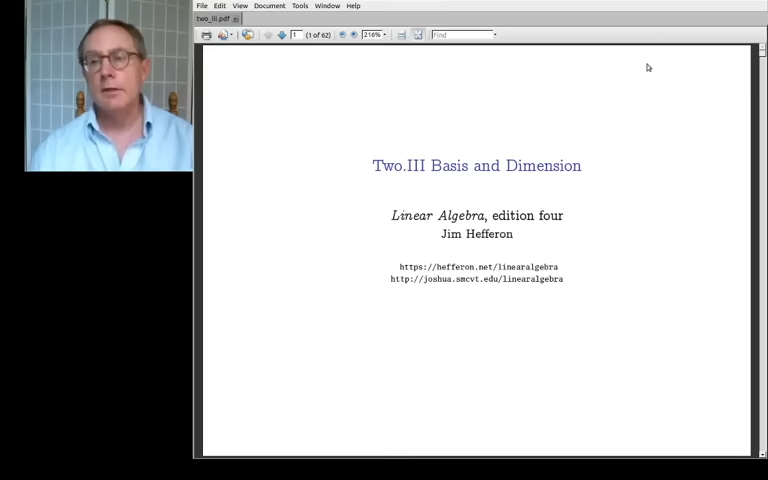 File Edit View Document Tools Window Help
two_iii.pdf
1 (1 of 62) 216% Find
Two.III Basis and Dimension
Linear Algebra, edition four
Jim Hefferon
https://hefferon.net/linearalgebra
http://joshua.smcvt.edu/linearalgebra